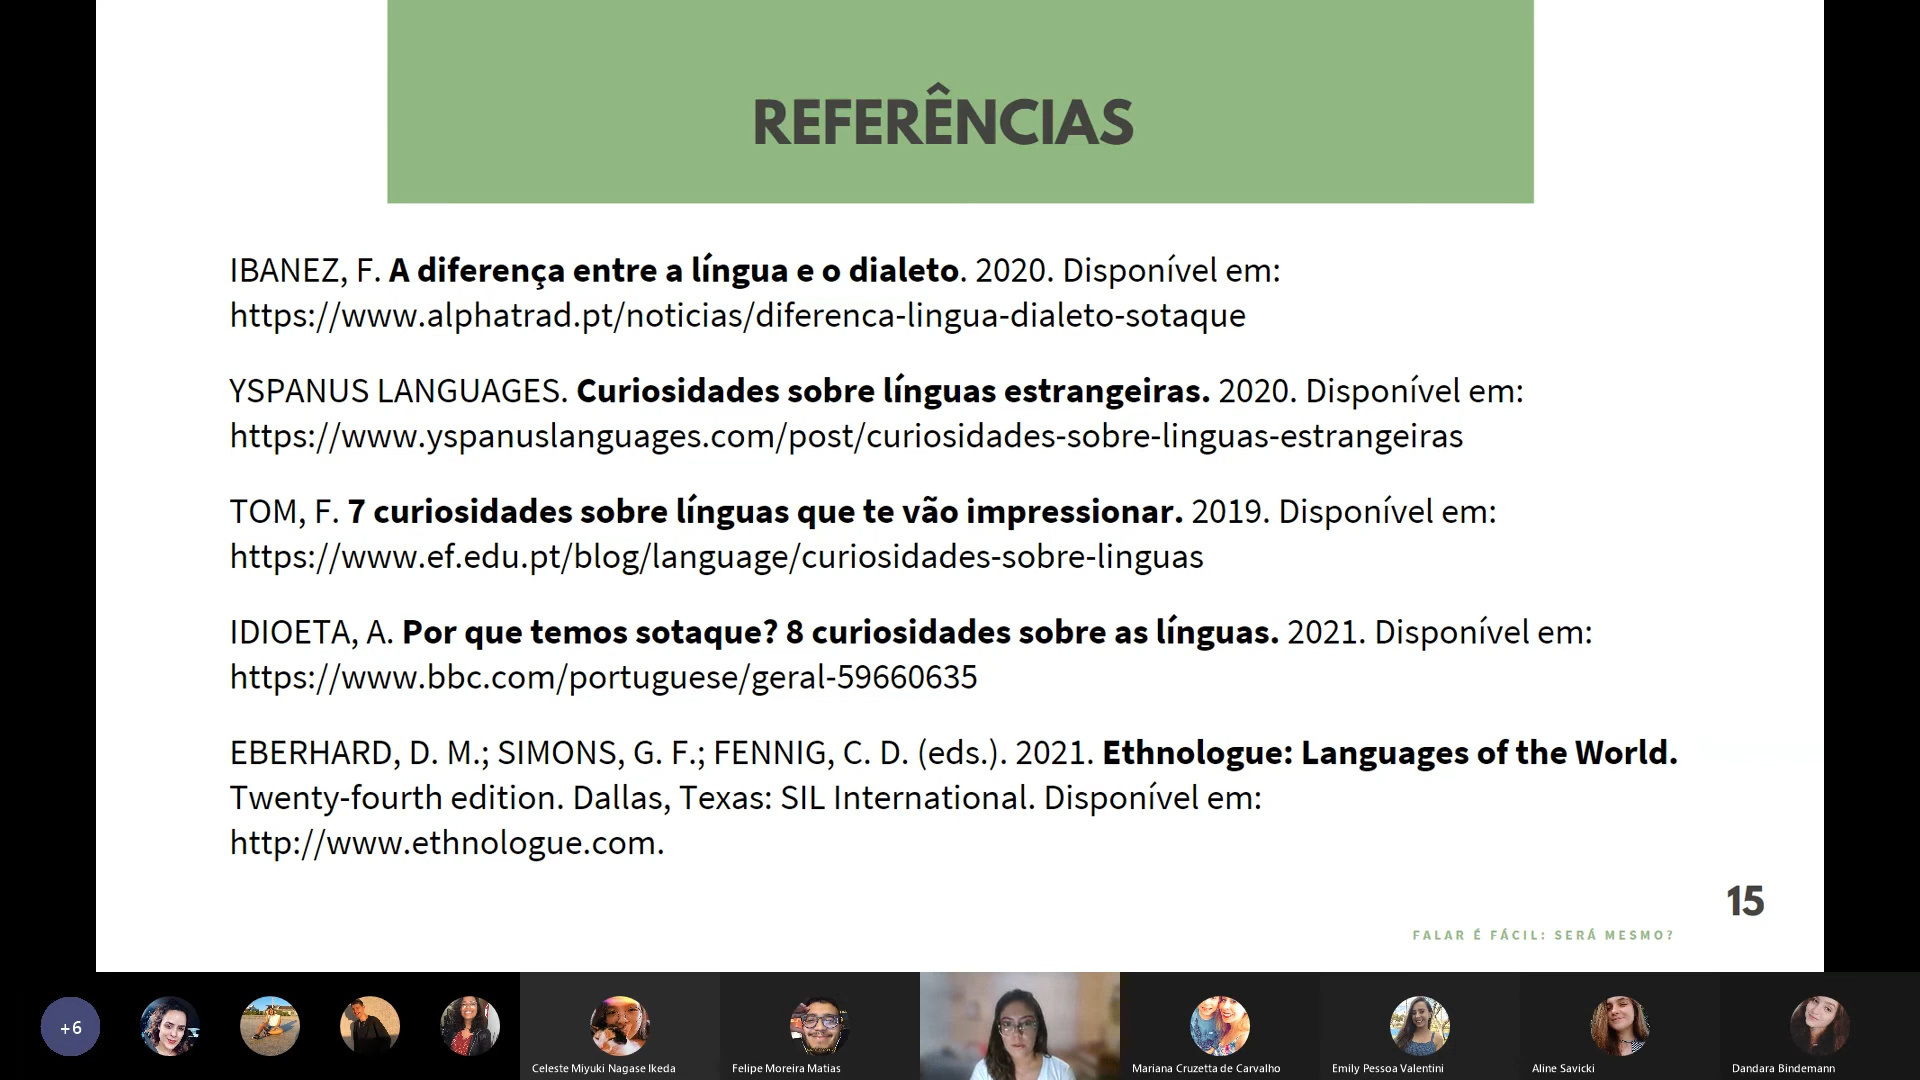 REFERÊNCIAS
IBANEZ, F. A diferença entre a língua e o dialeto. 2020. Disponível em:
https://www.alphatrad.pt/noticias/diferenca-lingua-dialeto-sotaque
YSPANUS LANGUAGES. Curiosidades sobre línguas estrangeiras. 2020. Disponível em:
https://www.yspanuslanguages.com/post/curiosidades-sobre-linguas-estrangeiras
TOM, F. 7 curiosidades sobre línguas que te vão impressionar. 2019. Disponível em:
https://www.ef.edu.pt/blog/language/curiosidades-sobre-linguas
IDIOETA, A. Por que temos sotaque? 8 curiosidades sobre as línguas. 2021. Disponível em:
https://www.bbc.com/portuguese/geral-59660635
EBERHARD, D. M.; SIMONS, G. F.; FENNIG, C. D. (eds.). 2021. Ethnologue: Languages of the World.
Twenty-fourth edition. Dallas, Texas: SIL International. Disponível em:
http://www.ethnologue.com.
15
FALAR É FÁCIL: SERÁ MESMO?
+6
Celeste Miyuki Nagase Ikeda
Felipe Moreira Matias
Mariana Cruzetta de Carvalho
Emily Pessoa Valentini
Aline Savicki
Dandara Bindemann